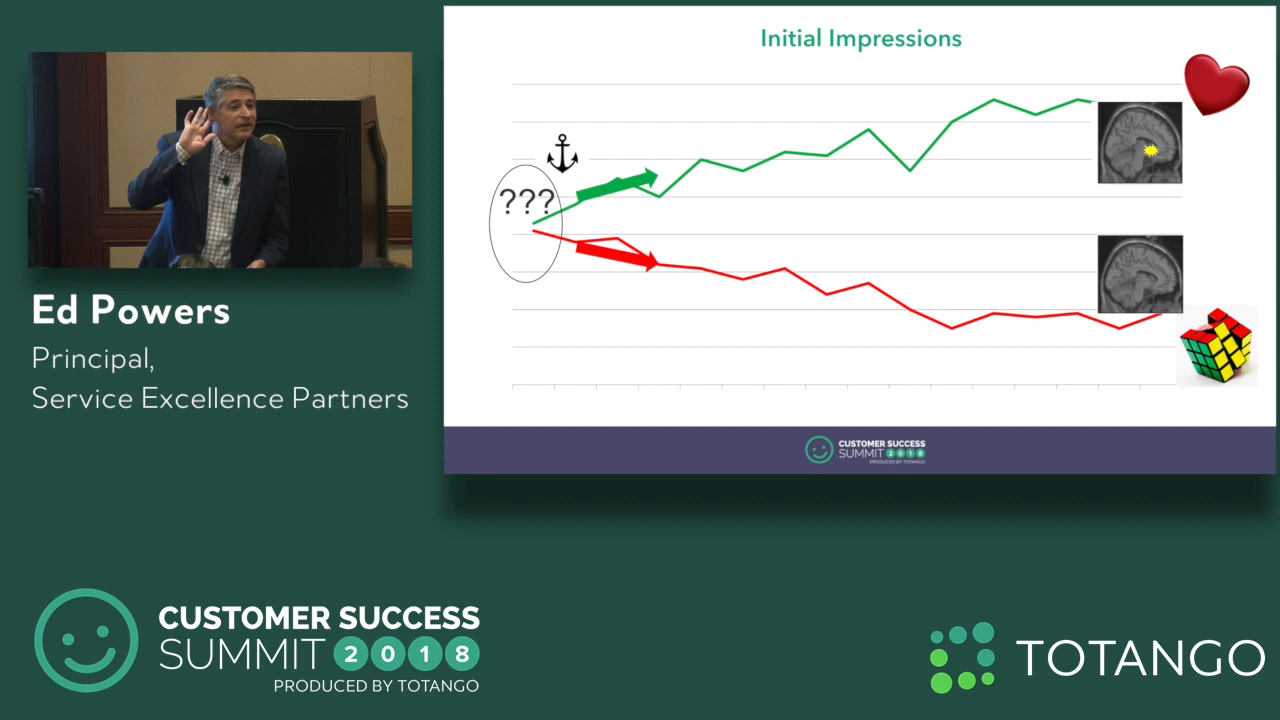 Initial Impressions
???
Ed Powers
Principal,
Service Excellence Partners
CUSTOMER SUCCESS
SUMMIT 2018
PRODUCED BY TOTANGO
CUSTOMER SUCCESS
SUMMIT 2018
PRODUCED BY TOTANGO
TOTANGO